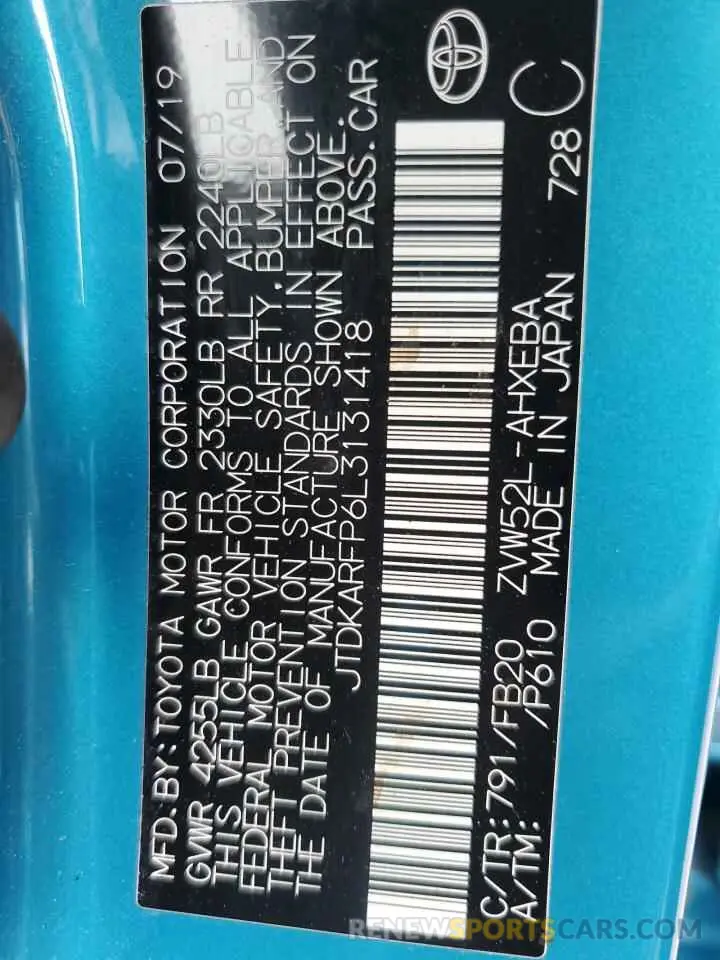 MFD.BY:TOYOTA MOTOR CORPORATION 07/19
GVWR 4255LB GAWR FR 2330LB RR 2240LB
THIS VEHICLE CONFORMS TO ALL APPLICABLE
FEDERAL MOTOR VEHICLE SAFETY,BUMPER AND
THEFT PREVENTION STANDARDS IN EFFECT ON
THE DATE OF MANUFACTURE SHOWN ABOVE.
JTDKARFP6L3131418 PASS.CAR
C/TR:791/FB20 ZVW52L-AHXEBA 728 C
A/TM: /P610 MADE IN JAPAN
RENEWSPORTSCARS.COM